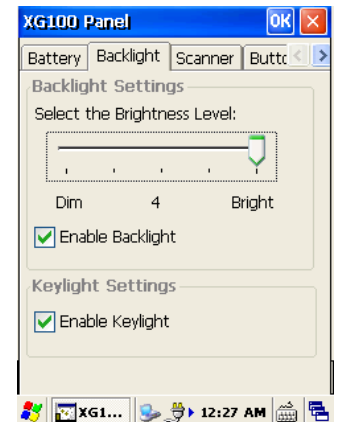 XG100 Panel OK
Battery Backlight Scanner Butto
Backlight Settings
Select the Brightness Level:
Dim 4 Bright
Enable Backlight
Keylight Settings
Enable Keylight
XG1... 12:27 AM